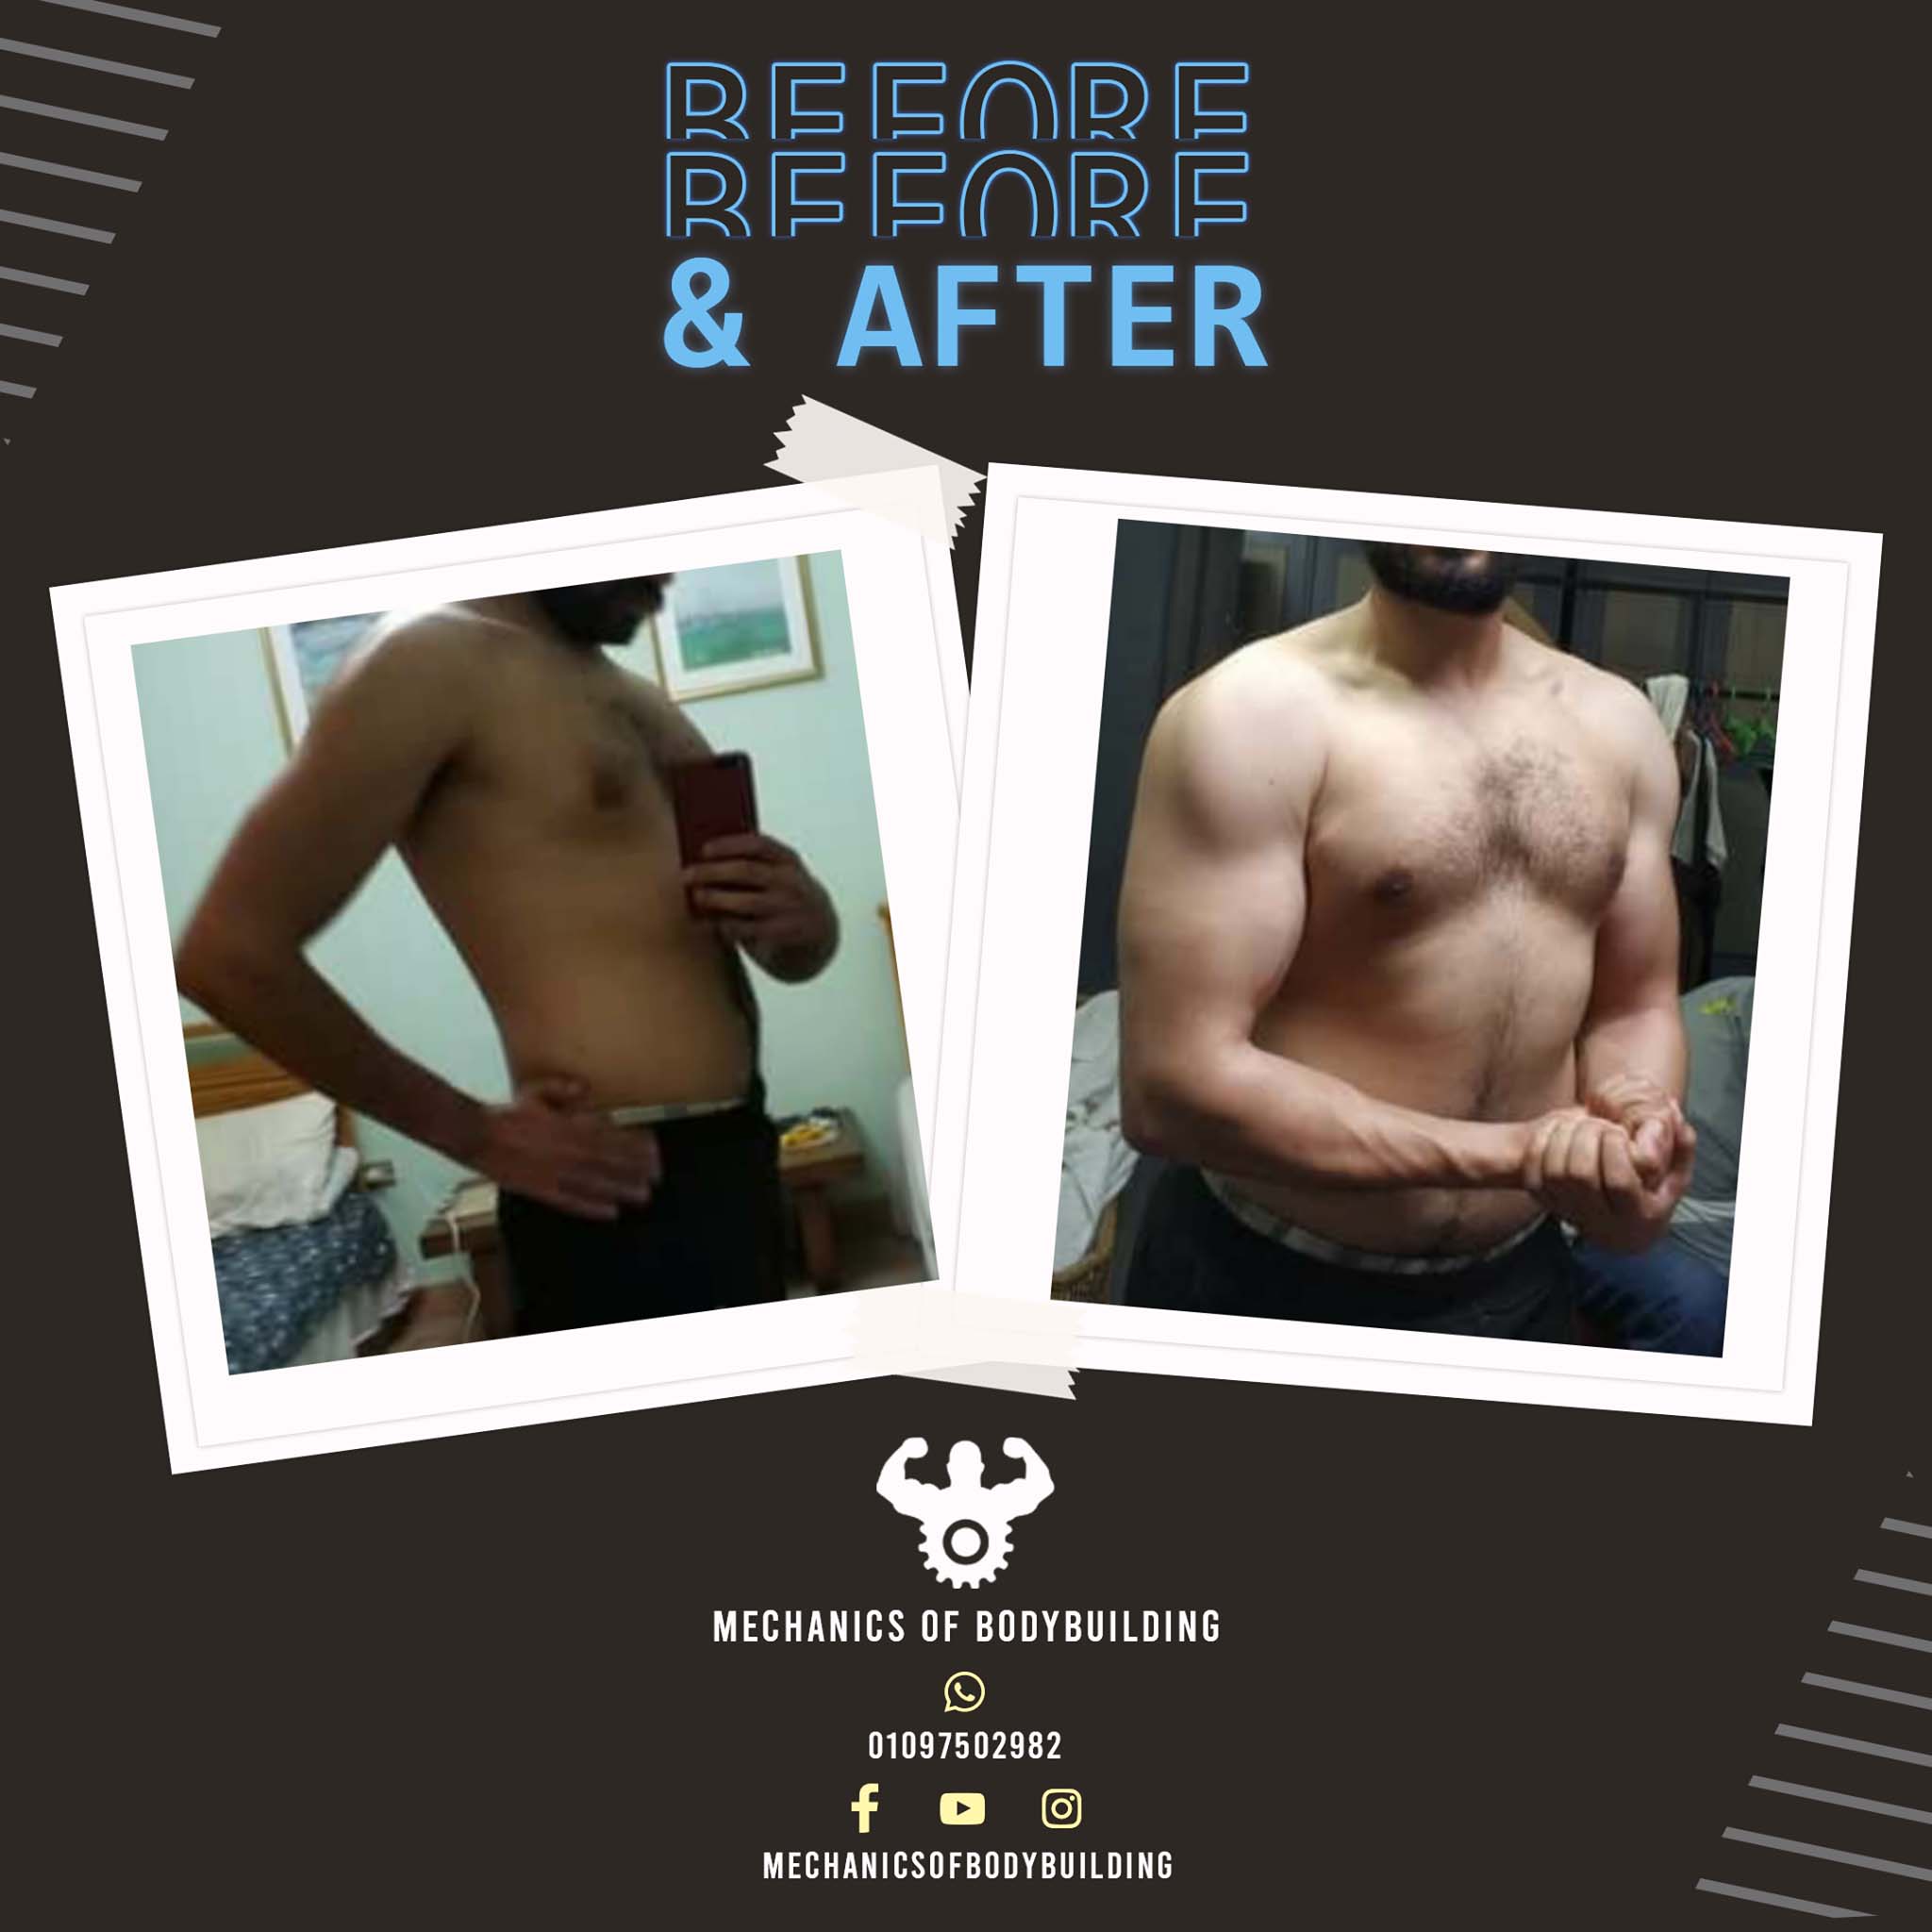 BEFORE
BEFORE
& AFTER
MECHANICS OF BODYBUILDING
01097502982
MECHANICSOFBODYBUILDING